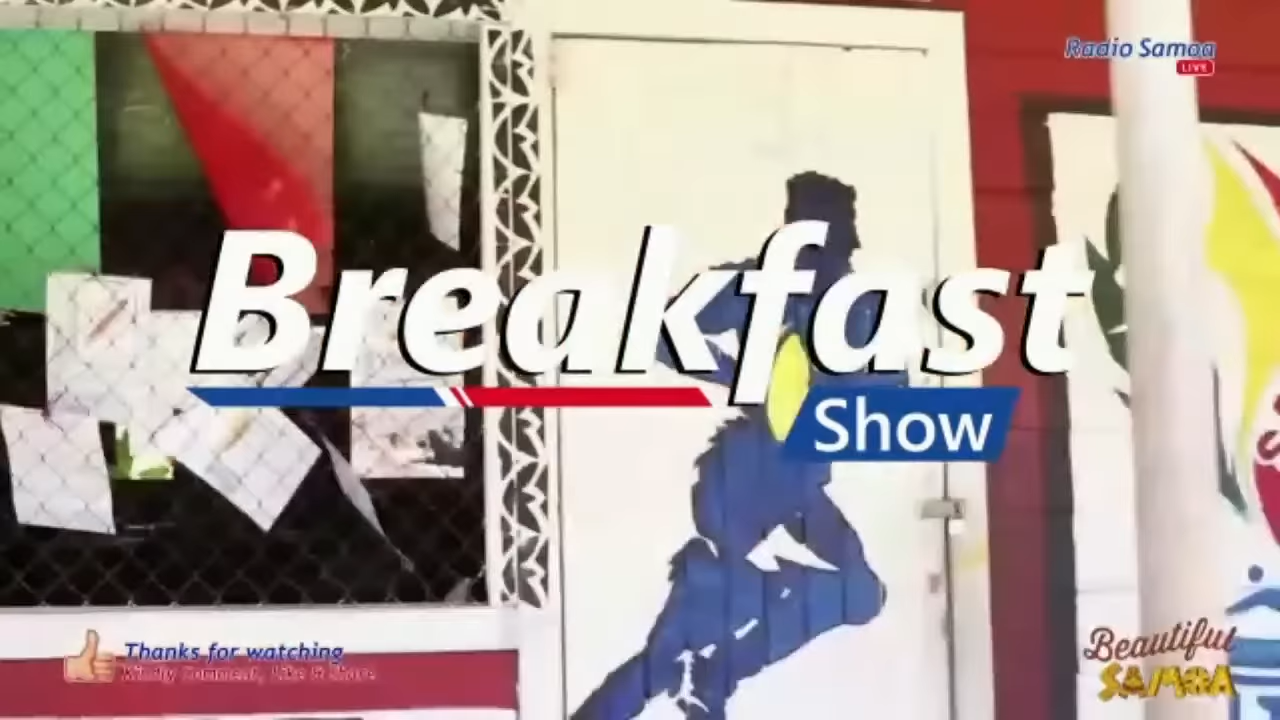 Radio Samoa
LIVE
Breakfast
Show
Thanks for watching
Kindly Comment, Like & Share
Beautiful
SAMOA